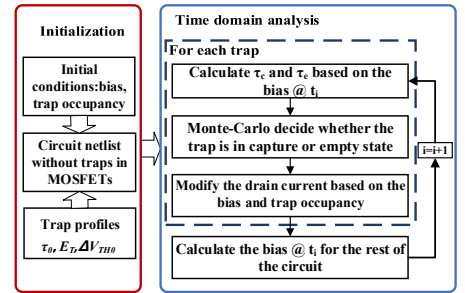 Initialization
Initial
conditions:bias,
trap occupancy
Circuit netlist
without traps in
MOSFETs
Trap profiles
τ0, ET,ΔVTH0
Time domain analysis
For each trap
Calculate τc and τe based on the
bias @ ti
Monte-Carlo decide whether the
trap is in capture or empty state
Modify the drain current based on the
bias and trap occupancy
Calculate the bias @ ti for the rest of
the circuit
i=i+1